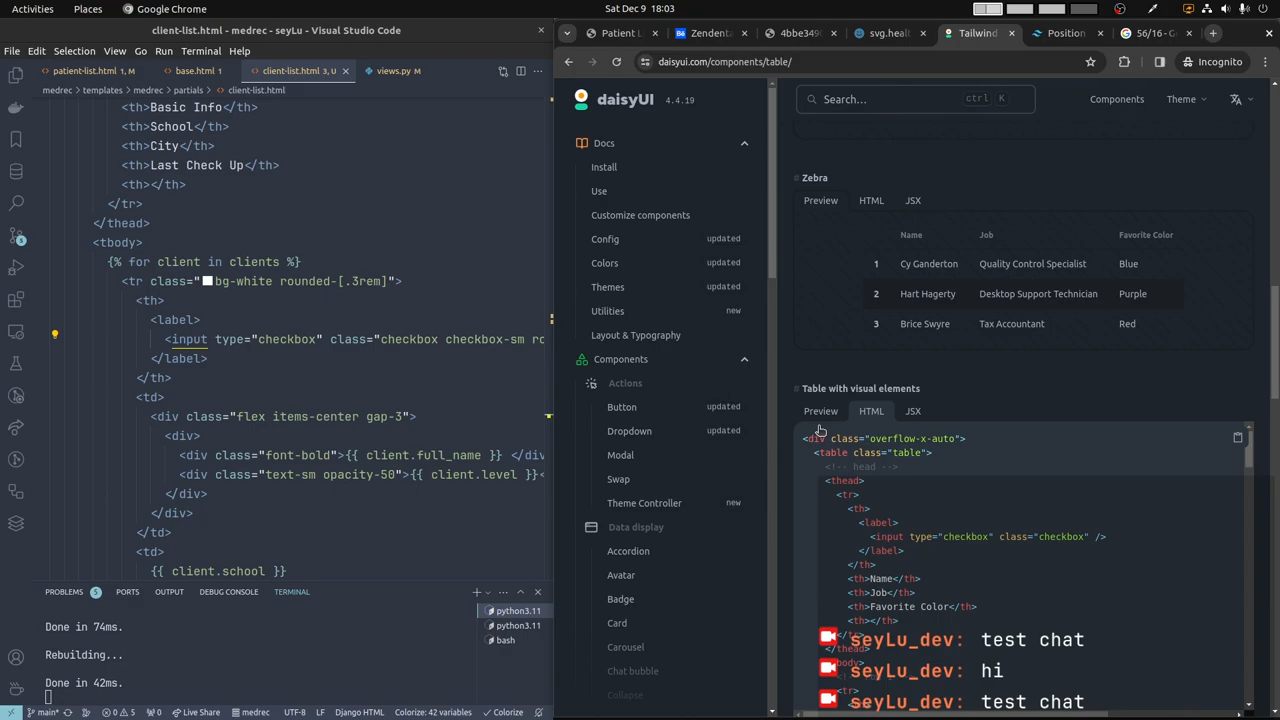 Activities Places Google Chrome Sat Dec 9 18:03
client-list.html - medrec - seyLu - Visual Studio Code
File Edit Selection View Go Run Terminal Help
patient-list.html 1, M base.html 1 client-list.html 3, U views.py M
medrec > templates > medrec > partials > client-list.html
<th>Basic Info</th>
<th>School</th>
<th>City</th>
<th>Last Check Up</th>
<th></th>
</tr>
</thead>
<tbody>
{% for client in clients %}
<tr class="bg-white rounded-[.3rem]">
<th>
<label>
<input type="checkbox" class="checkbox checkbox-sm ro
</label>
</th>
<td>
<div class="flex items-center gap-3">
<div>
<div class="font-bold">{{ client.full_name }} </div
<div class="text-sm opacity-50">{{ client.level }}<
</div>
</div>
</td>
<td>
{{ client.school }}
PROBLEMS 5 PORTS OUTPUT DEBUG CONSOLE TERMINAL
Done in 74ms.
Rebuilding...
Done in 42ms.
python3.11
python3.11
bash
main* 0 5 0 Live Share medrec UTF-8 LF Django HTML Colorize: 42 variables Colorize
Patient L Zendenta 4bbe3490 svg.heal Tailwind Position 56/16 - G
daisyui.com/components/table/ Incognito
daisyUI 4.4.19
Search... ctrl K Components Theme
Docs
Install
Use
Customize components
Config updated
Colors updated
Themes updated
Utilities new
Layout & Typography
Components
Actions
Button updated
Dropdown updated
Modal
Swap
Theme Controller new
Data display
Accordion
Avatar
Badge
Card
Carousel
Chat bubble
Collapse
# Zebra
Preview HTML JSX
Name Job Favorite Color
1 Cy Ganderton Quality Control Specialist Blue
2 Hart Hagerty Desktop Support Technician Purple
3 Brice Swyre Tax Accountant Red
# Table with visual elements
Preview HTML JSX
<div class="overflow-x-auto">
<table class="table">
<!-- head -->
<thead>
<tr>
<th>
<label>
<input type="checkbox" class="checkbox" />
</label>
</th>
<th>Name</th>
<th>Job</th>
<th>Favorite Color</th>
<th></th>
</thead>
<tr>
seyLu_dev: test chat
seyLu_dev: hi
seyLu_dev: test chat